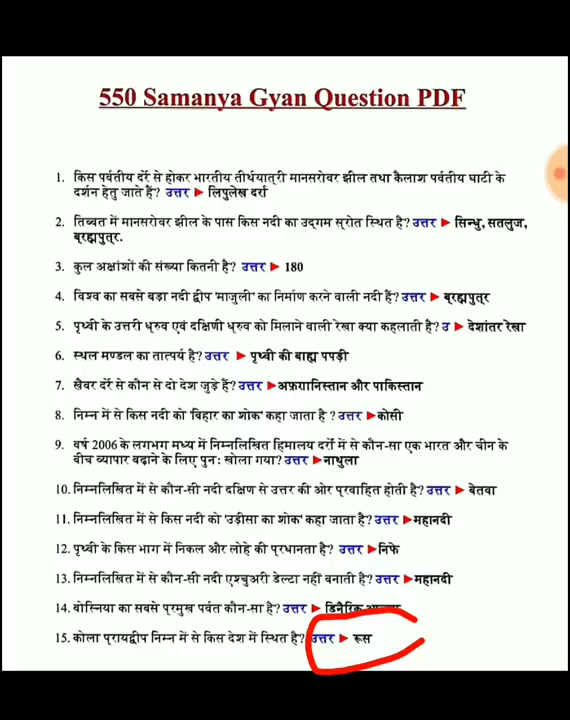 550 Samanya Gyan Question PDF
1. किस पर्वतीय दर्रे से होकर भारतीय तीर्थयात्री मानसरोवर झील तथा कैलाश पर्वतीय घाटी के
दर्शन हेतु जाते हैं? उत्तर ► लिपुलेख दर्रा
2. तिब्बत में मानसरोवर झील के पास किस नदी का उद्गम स्रोत स्थित है? उत्तर ► सिन्धु, सतलुज,
ब्रह्मपुत्र.
3. कुल अक्षांशों की संख्या कितनी है? उत्तर ► 180
4. विश्व का सबसे बड़ा नदी द्वीप 'माजुली' का निर्माण करने वाली नदी हैं? उत्तर ► ब्रह्मपुत्र
5. पृथ्वी के उत्तरी ध्रुव एवं दक्षिणी ध्रुव को मिलाने वाली रेखा क्या कहलाती है? उ ► देशांतर रेखा
6. स्थल मण्डल का तात्पर्य है? उत्तर ► पृथ्वी की बाह्य पपड़ी
7. खैबर दर्रे से कौन से दो देश जुड़े हैं? उत्तर ►अफ़ग़ानिस्तान और पाकिस्तान
8. निम्न में से किस नदी को 'विहार का शोक' कहा जाता है ? उत्तर ►कोसी
9. वर्ष 2006 के लगभग मध्य में निम्नलिखित हिमालय दर्रों में से कौन-सा एक भारत और चीन के
बीच व्यापार बढ़ाने के लिए पुनः खोला गया? उत्तर ►नाथुला
10. निम्नलिखित में से कौन-सी नदी दक्षिण से उत्तर की ओर प्रवाहित होती है? उत्तर ► बेतवा
11. निम्नलिखित में से किस नदी को 'उड़ीसा का शोक' कहा जाता है? उत्तर ►महानदी
12. पृथ्वी के किस भाग में निकल और लोहे की प्रधानता है? उत्तर ►निफे
13. निम्नलिखित में से कौन-सी नदी एश्चुअरी डेल्टा नहीं बनाती है? उत्तर ►महानदी
14. बोस्निया का सबसे प्रमुख पर्वत कौन-सा है? उत्तर ► डिनैरिक
15. कोला प्रायद्वीप निम्न में से किस देश में स्थित है? उत्तर ► रूस